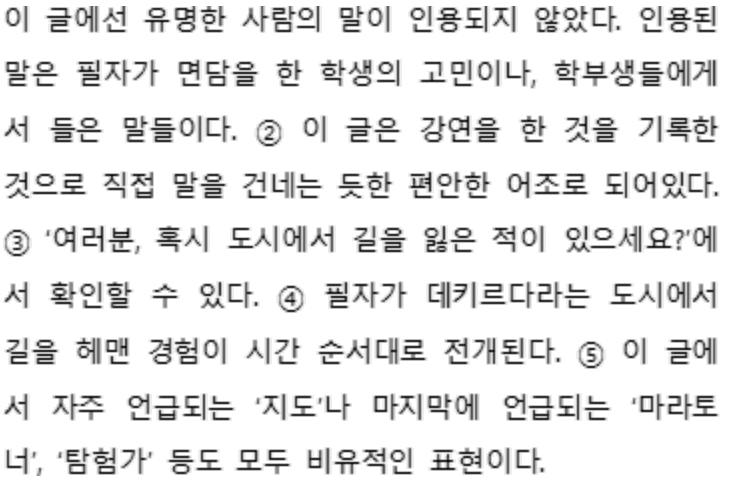 이 글에선 유명한 사람의 말이 인용되지 않았다. 인용된
말은 필자가 면담을 한 학생의 고민이나, 학부생들에게
서 들은 말들이다. ② 이 글은 강연을 한 것을 기록한
것으로 직접 말을 건네는 듯한 편안한 어조로 되어있다.
③ ‘여러분, 혹시 도시에서 길을 잃은 적이 있으세요?’에
서 확인할 수 있다. ④ 필자가 데키르다라는 도시에서
길을 헤맨 경험이 시간 순서대로 전개된다. ⑤ 이 글에
서 자주 언급되는 ‘지도’나 마지막에 언급되는 ‘마라토
너’, ‘탐험가’ 등도 모두 비유적인 표현이다.